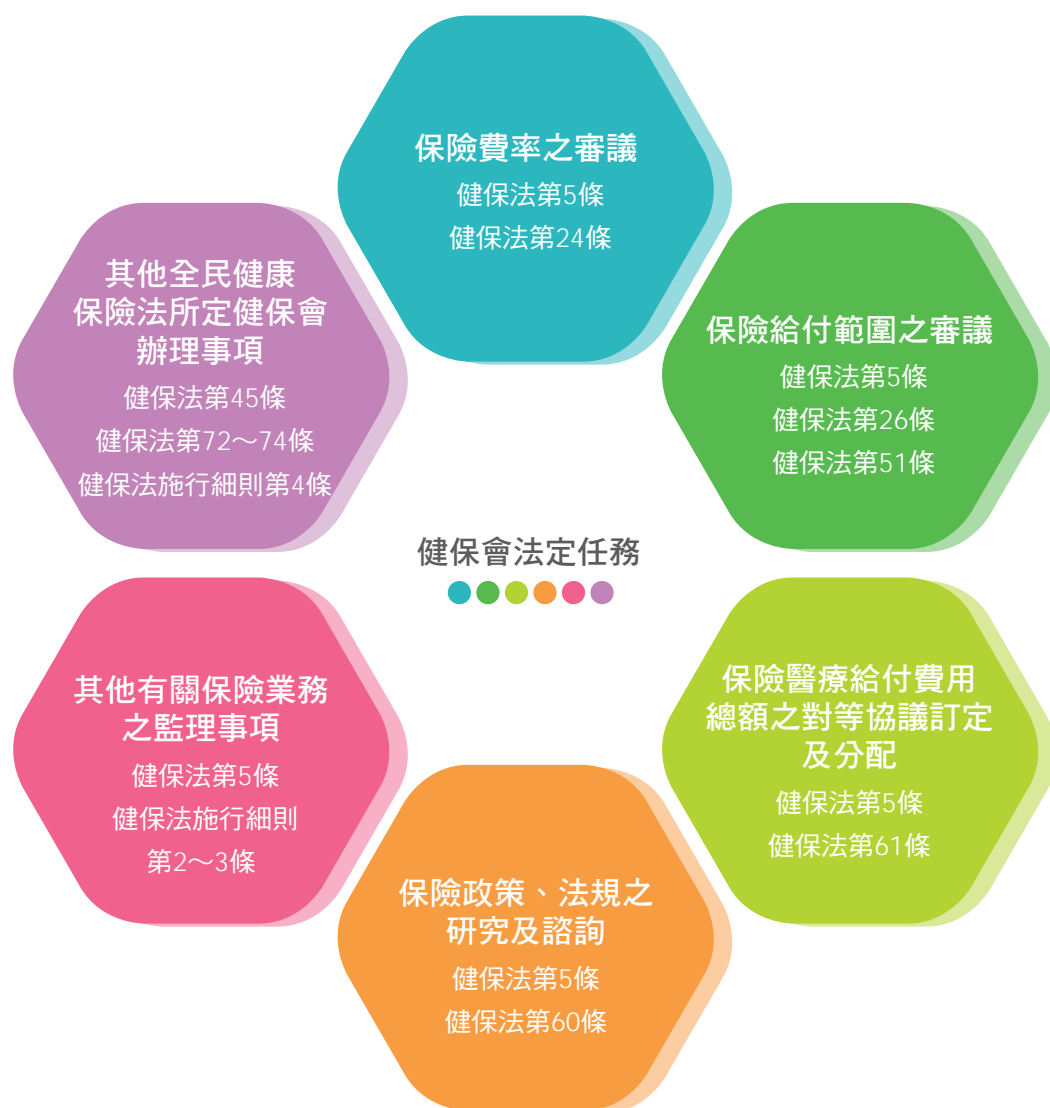 保險費率之審議
健保法第5條
健保法第24條
保險給付範圍之審議
健保法第5條
健保法第26條
健保法第51條
保險醫療給付費用
總額之對等協議訂定
及分配
健保法第5條
健保法第61條
保險政策、法規之
研究及諮詢
健保法第5條
健保法第60條
其他有關保險業務
之監理事項
健保法第5條
健保法施行細則
第2～3條
其他全民健康
保險法所定健保會
辦理事項
健保法第45條
健保法第72～74條
健保法施行細則第4條
健保會法定任務